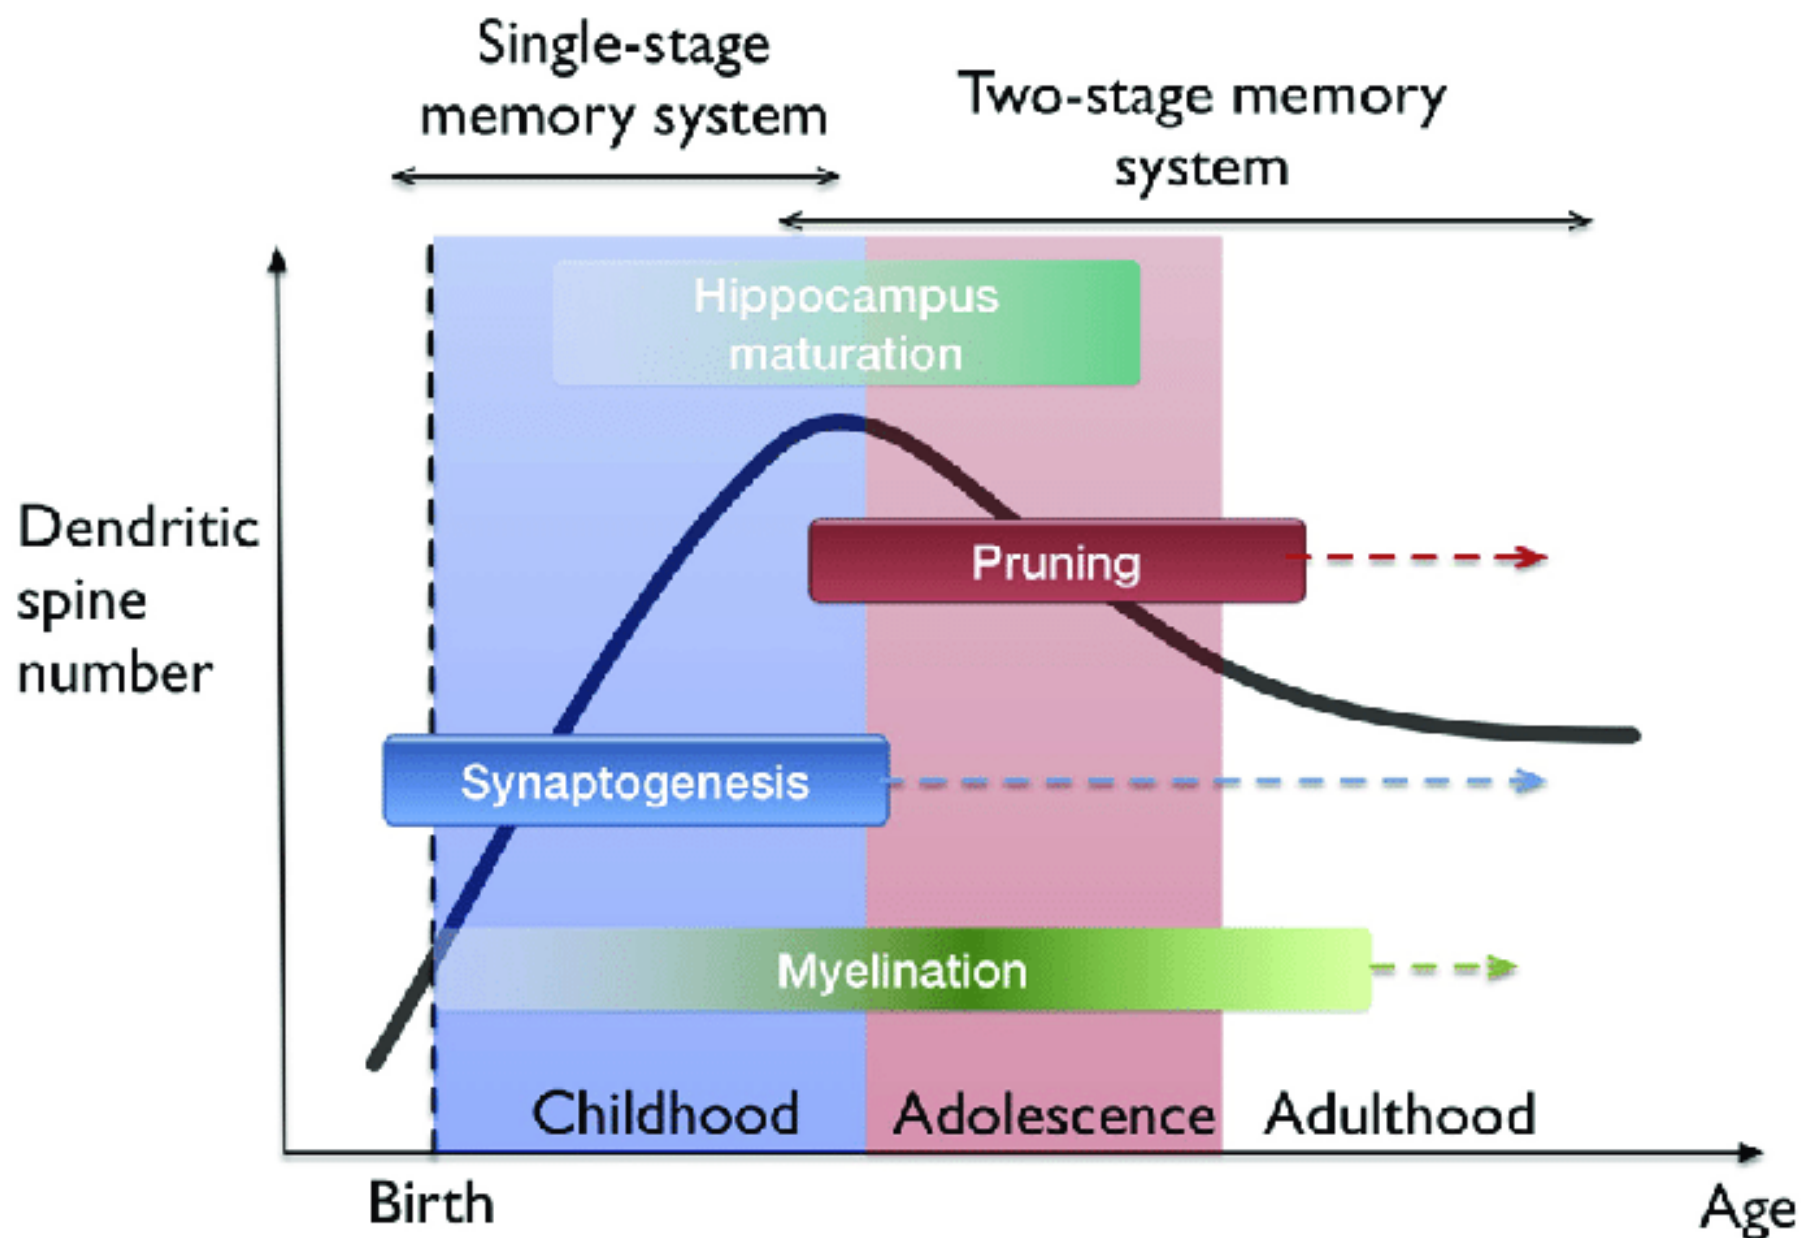 Single-stage
memory system
Two-stage memory
system
Hippocampus
maturation
Dendritic
spine
number
Pruning
Synaptogenesis
Myelination
Childhood
Adolescence
Adulthood
Birth
Age